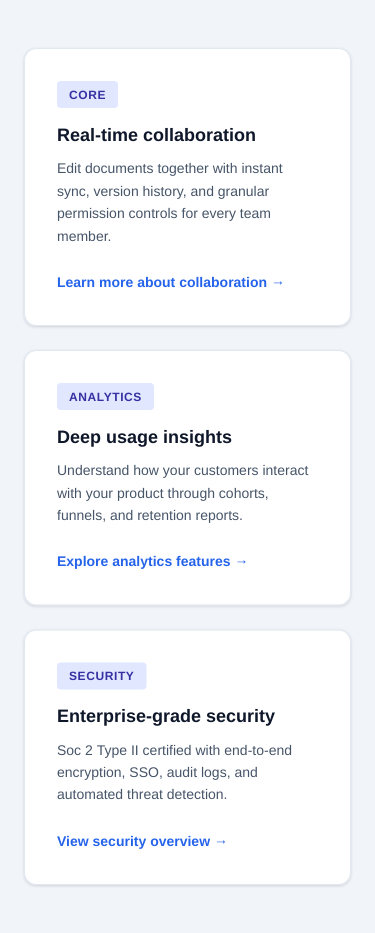 CORE
Real-time collaboration
Edit documents together with instant
sync, version history, and granular
permission controls for every team
member.
Learn more about collaboration →
ANALYTICS
Deep usage insights
Understand how your customers interact
with your product through cohorts,
funnels, and retention reports.
Explore analytics features →
SECURITY
Enterprise-grade security
Soc 2 Type II certified with end-to-end
encryption, SSO, audit logs, and
automated threat detection.
View security overview →